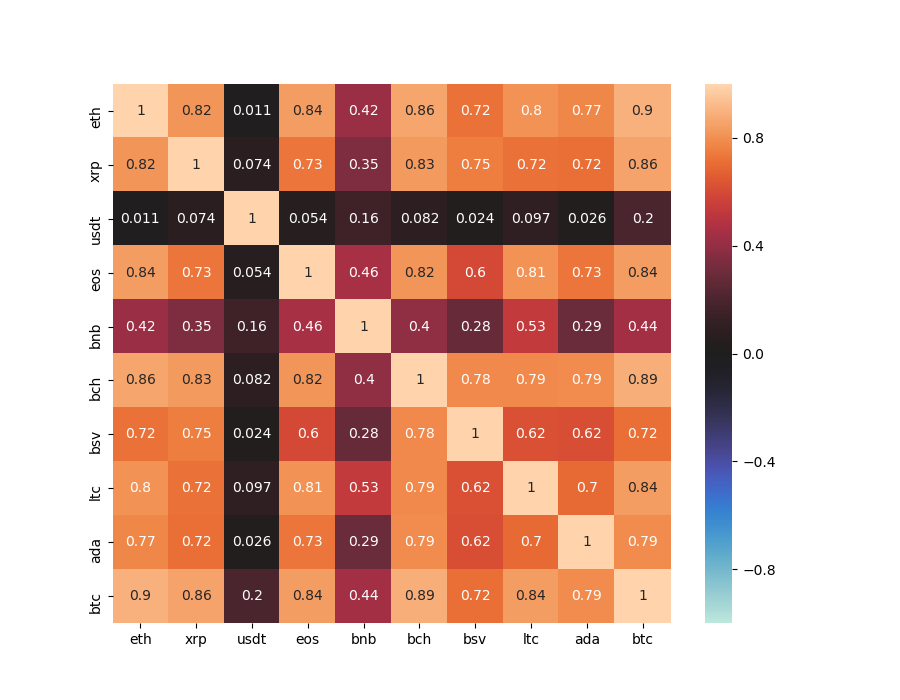 eth 1 0.82 0.011 0.84 0.42 0.86 0.72 0.8 0.77 0.9
xrp 0.82 1 0.074 0.73 0.35 0.83 0.75 0.72 0.72 0.86
usdt 0.011 0.074 1 0.054 0.16 0.082 0.024 0.097 0.026 0.2
eos 0.84 0.73 0.054 1 0.46 0.82 0.6 0.81 0.73 0.84
bnb 0.42 0.35 0.16 0.46 1 0.4 0.28 0.53 0.29 0.44
bch 0.86 0.83 0.082 0.82 0.4 1 0.78 0.79 0.79 0.89
bsv 0.72 0.75 0.024 0.6 0.28 0.78 1 0.62 0.62 0.72
ltc 0.8 0.72 0.097 0.81 0.53 0.79 0.62 1 0.7 0.84
ada 0.77 0.72 0.026 0.73 0.29 0.79 0.62 0.7 1 0.79
btc 0.9 0.86 0.2 0.84 0.44 0.89 0.72 0.84 0.79 1
eth xrp usdt eos bnb bch bsv ltc ada btc
0.8
0.4
0.0
−0.4
−0.8